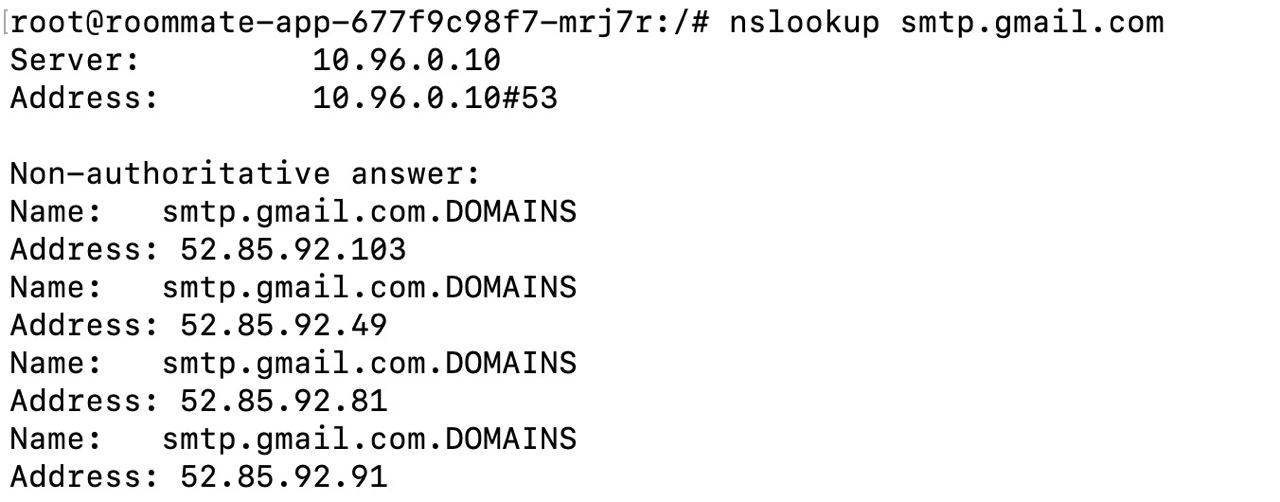 [root@roommate-app-677f9c98f7-mrj7r:/# nslookup smtp.gmail.com
Server: 10.96.0.10
Address: 10.96.0.10#53
Non-authoritative answer:
Name: smtp.gmail.com.DOMAINS
Address: 52.85.92.103
Name: smtp.gmail.com.DOMAINS
Address: 52.85.92.49
Name: smtp.gmail.com.DOMAINS
Address: 52.85.92.81
Name: smtp.gmail.com.DOMAINS
Address: 52.85.92.91